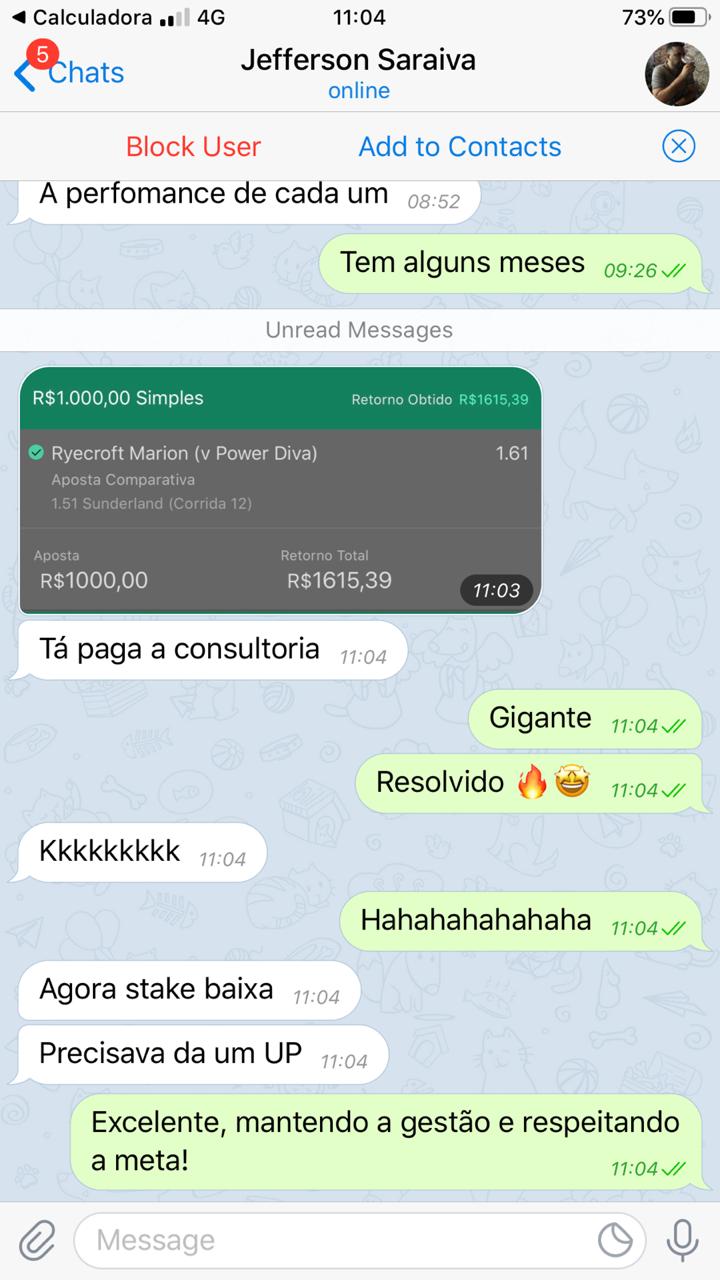 ◀ Calculadora 4G 11:04 73%
5
Chats
Jefferson Saraiva
online
Block User Add to Contacts
A perfomance de cada um 08:52
Tem alguns meses 09:26
Unread Messages
R$1.000,00 Simples Retorno Obtido R$1615,39
Ryecroft Marion (v Power Diva) 1.61
Aposta Comparativa
1.51 Sunderland (Corrida 12)
Aposta Retorno Total
R$1000,00 R$1615,39
11:03
Tá paga a consultoria 11:04
Gigante 11:04
Resolvido 🔥🤩 11:04
Kkkkkkkkk 11:04
Hahahahahahaha 11:04
Agora stake baixa 11:04
Precisava da um UP 11:04
Excelente, mantendo a gestão e respeitando
a meta! 11:04
Message